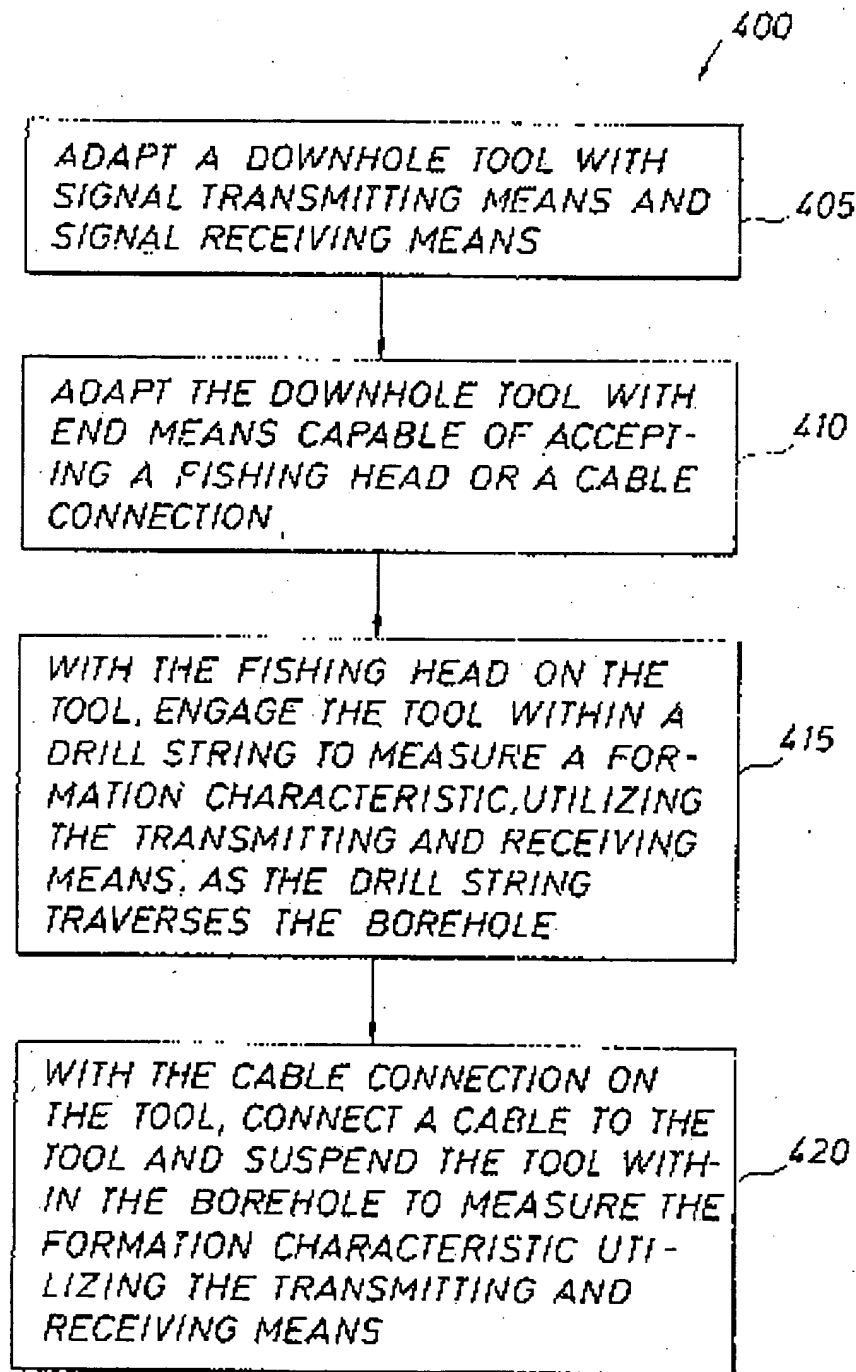 400
ADAPT A DOWNHOLE TOOL WITH
SIGNAL TRANSMITTING MEANS AND
SIGNAL RECEIVING MEANS
405
ADAPT THE DOWNHOLE TOOL WITH
END MEANS CAPABLE OF ACCEPT-
ING A FISHING HEAD OR A CABLE
CONNECTION
410
WITH THE FISHING HEAD ON THE
TOOL, ENGAGE THE TOOL WITHIN A
DRILL STRING TO MEASURE A FOR-
MATION CHARACTERISTIC, UTILIZING
THE TRANSMITTING AND RECEIVING
MEANS, AS THE DRILL STRING
TRAVERSES THE BOREHOLE
415
WITH THE CABLE CONNECTION ON
THE TOOL, CONNECT A CABLE TO THE
TOOL AND SUSPEND THE TOOL WITH-
IN THE BOREHOLE TO MEASURE THE
FORMATION CHARACTERISTIC UTI-
LIZING THE TRANSMITTING AND
RECEIVING MEANS
420